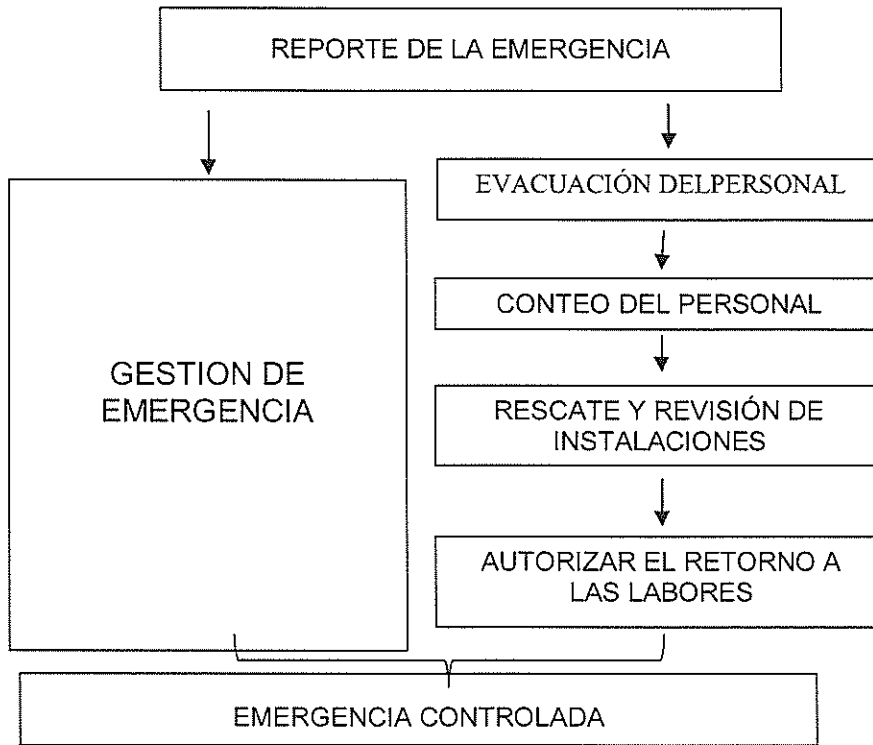 REPORTE DE LA EMERGENCIA
EVACUACIÓN DELPERSONAL
CONTEO DEL PERSONAL
GESTION DE
EMERGENCIA
RESCATE Y REVISIÓN DE
INSTALACIONES
AUTORIZAR EL RETORNO A
LAS LABORES
EMERGENCIA CONTROLADA